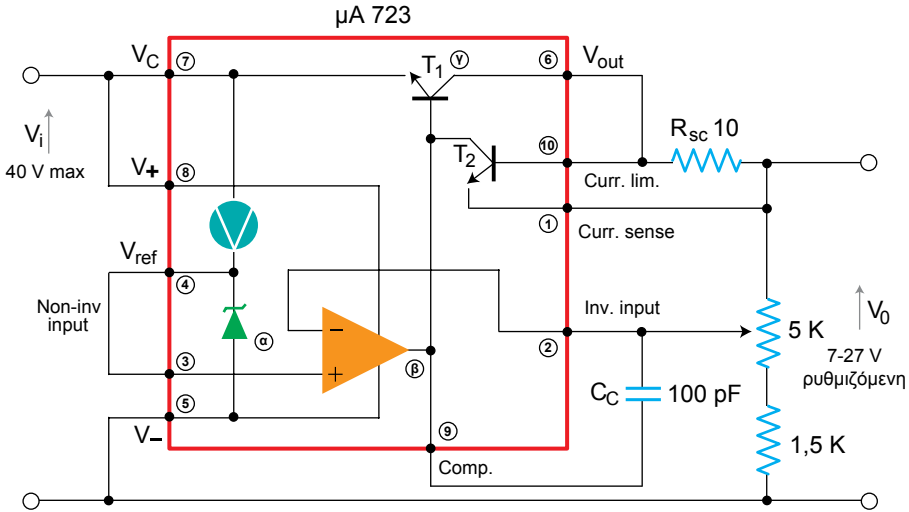 μA 723
V_C
⑦
T₁
ⓨ
⑥
V_out
V_i
40 V max
V+
⑧
T₂
⑩
Curr. lim.
R_sc 10
①
Curr. sense
V_ref
④
Non-inv
input
ⓐ
③
−
+
ⓑ
Inv. input
②
5 K
V_0
7-27 V
ρυθμιζόμενη
⑤
V−
⑨
Comp.
C_C
100 pF
1,5 K